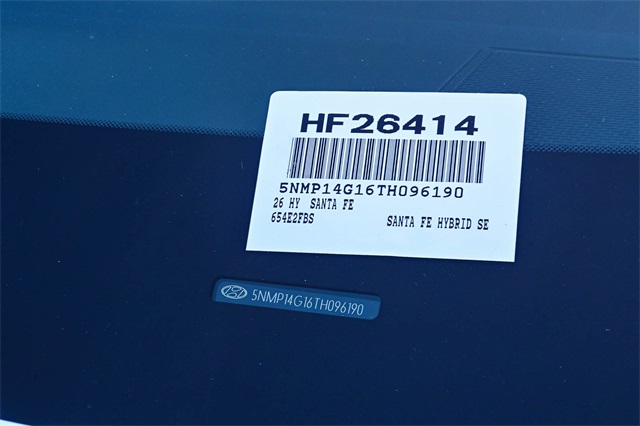 HF26414
5NMP14G16TH096190
26 HY SANTA FE
654E2FBS SANTA FE HYBRID SE
5NMP14G16TH096190